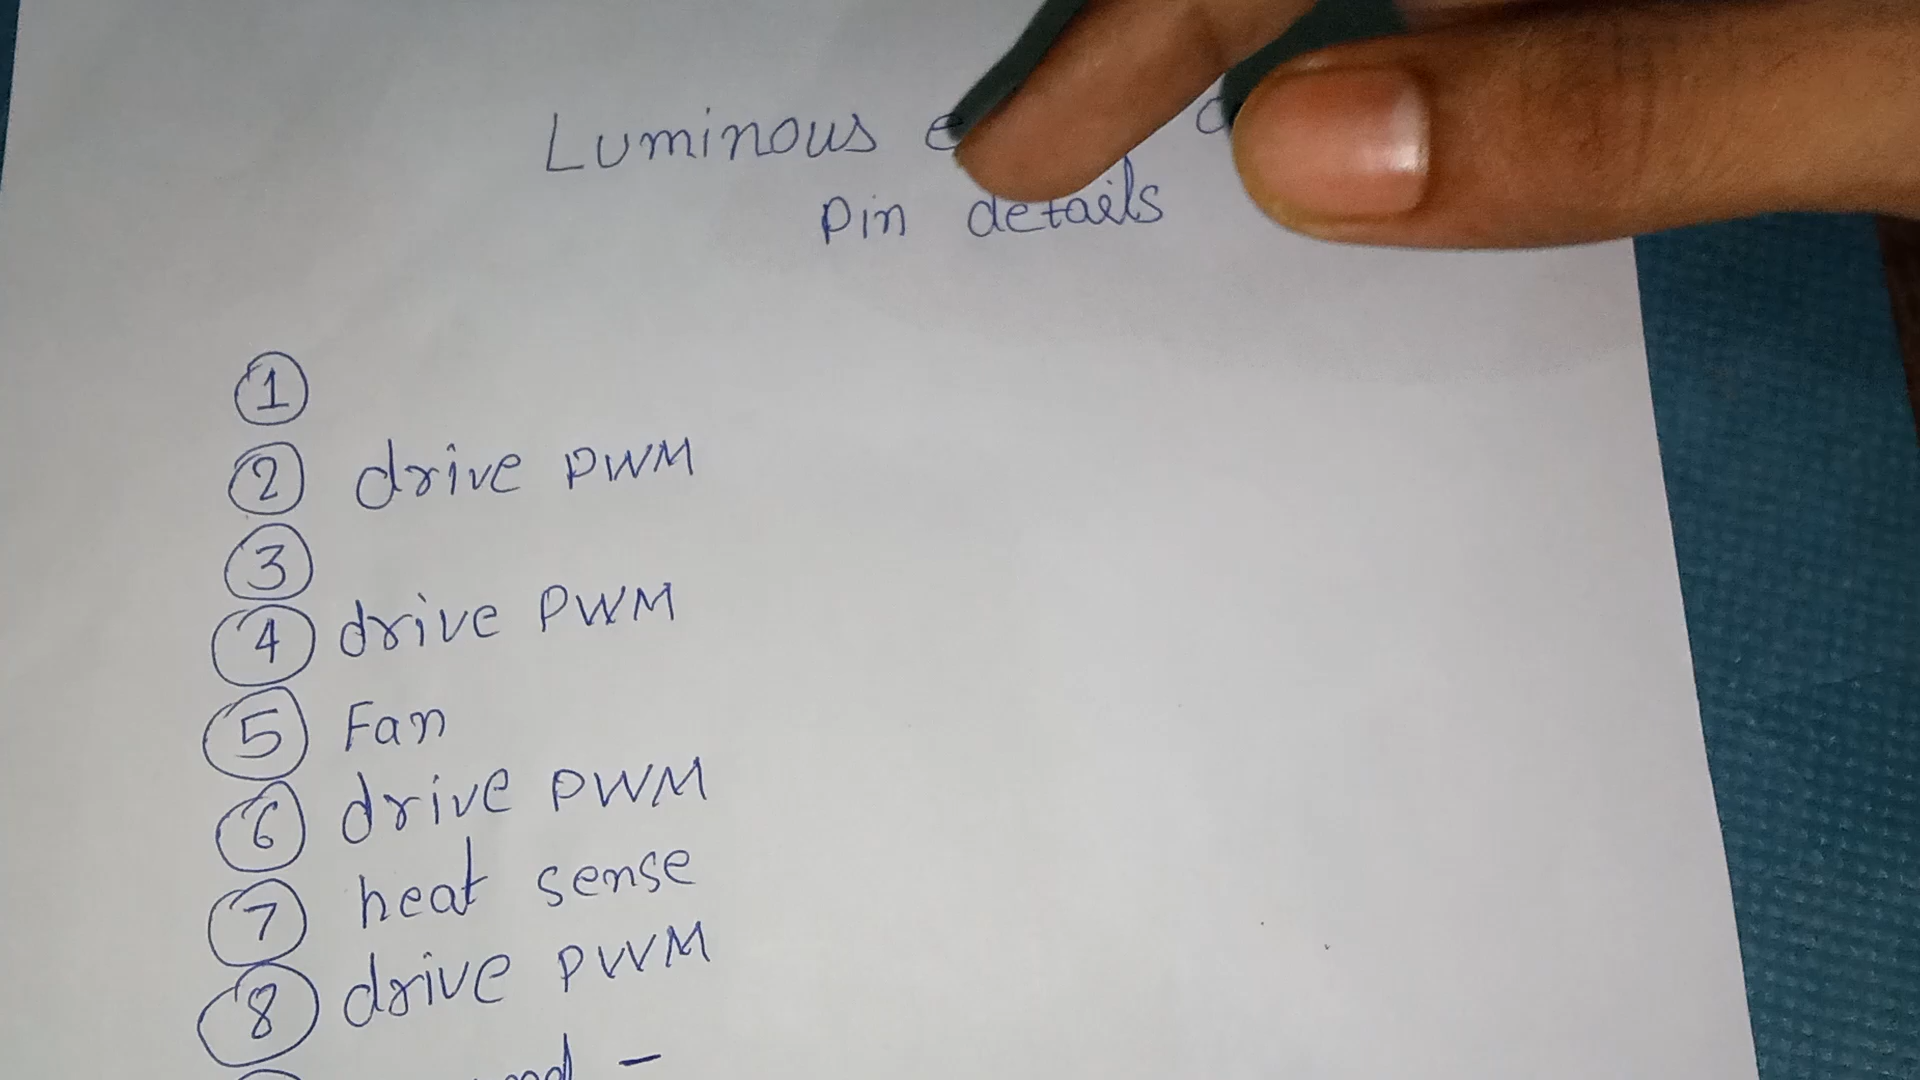 Luminous
Pin details
1
2 drive PWM
3
4 drive PWM
5 Fan
6 drive PWM
7 heat sense
8 drive PWM